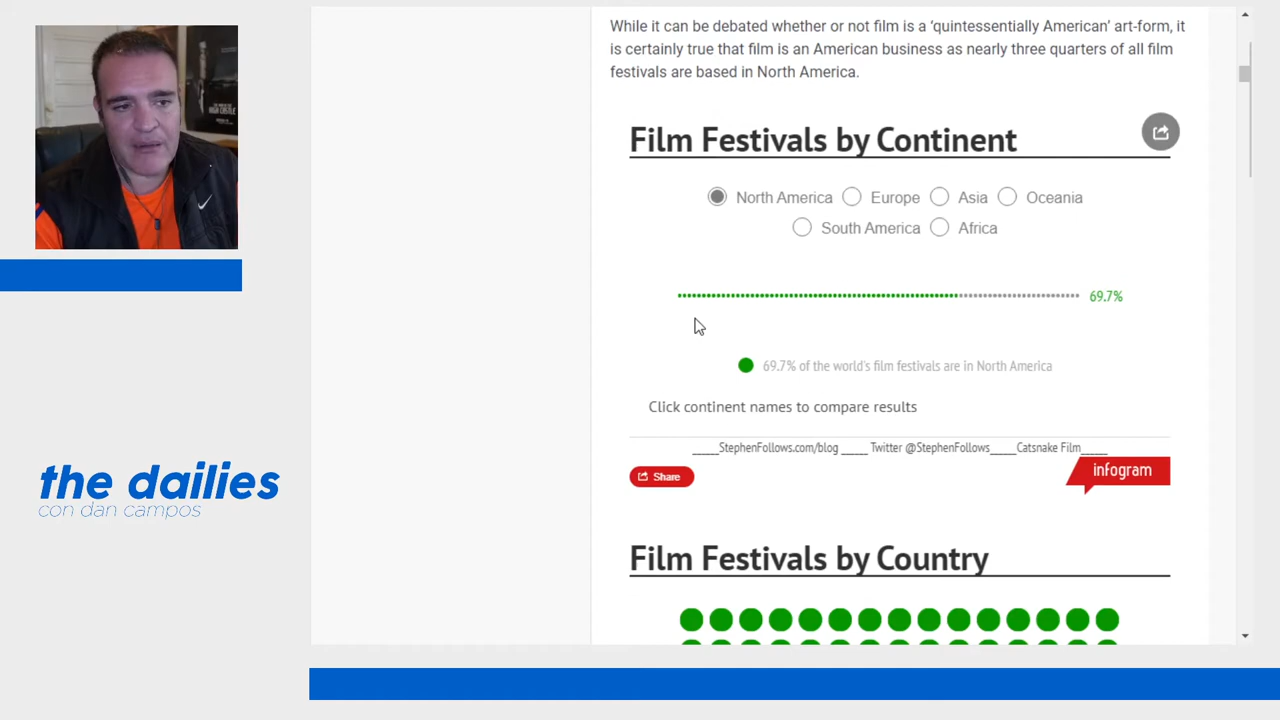 While it can be debated whether or not film is a ‘quintessentially American’ art-form, it
is certainly true that film is an American business as nearly three quarters of all film
festivals are based in North America.
Film Festivals by Continent
North America Europe Asia Oceania
South America Africa
69.7%
69.7% of the world's film festivals are in North America
Click continent names to compare results
______StephenFollows.com/blog ______ Twitter @StephenFollows______Catsnake Film______
Share
infogram
Film Festivals by Country
the dailies
con dan campos